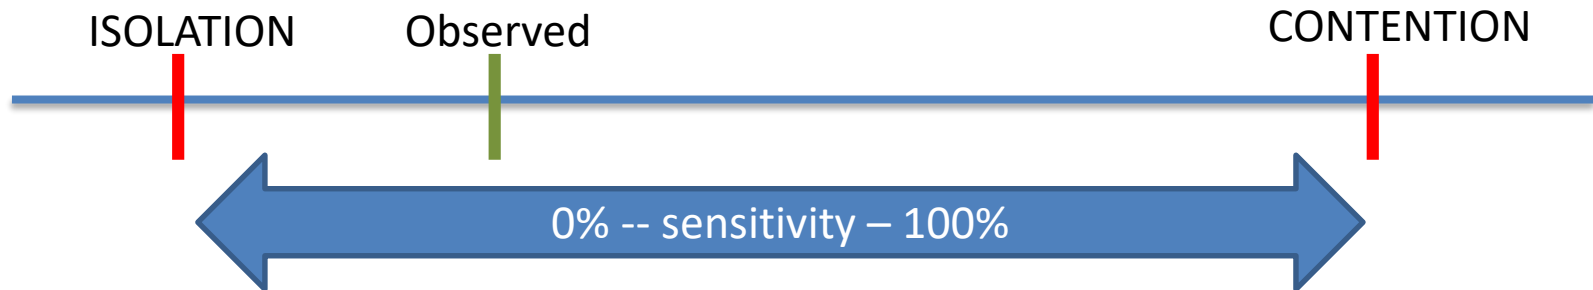 ISOLATION
Observed
CONTENTION
0% -- sensitivity – 100%